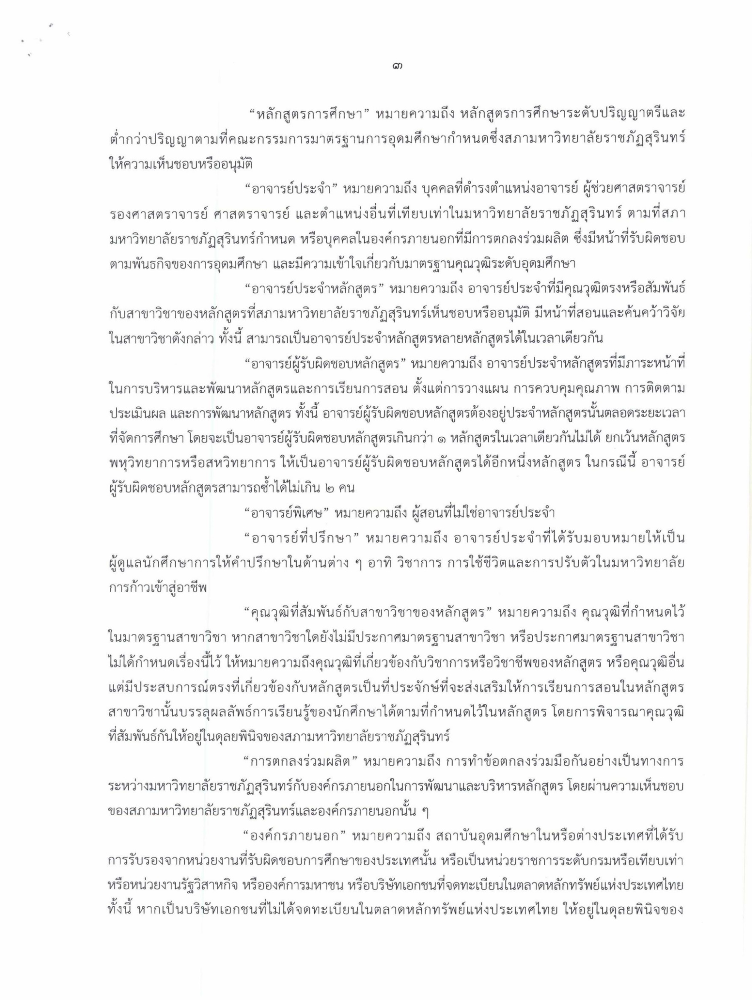 ๓
“หลักสูตรการศึกษา” หมายความถึง หลักสูตรการศึกษาระดับปริญญาตรีและ
ต่ำกว่าปริญญาตามที่คณะกรรมการมาตรฐานการอุดมศึกษากำหนดซึ่งสภามหาวิทยาลัยราชภัฏสุรินทร์
ให้ความเห็นชอบหรืออนุมัติ
“อาจารย์ประจำ” หมายความถึง บุคคลที่ดำรงตำแหน่งอาจารย์ ผู้ช่วยศาสตราจารย์
รองศาสตราจารย์ ศาสตราจารย์ และตำแหน่งอื่นที่เทียบเท่าในมหาวิทยาลัยราชภัฏสุรินทร์ ตามที่สภา
มหาวิทยาลัยราชภัฏสุรินทร์กำหนด หรือบุคคลในองค์กรภายนอกที่มีการตกลงร่วมผลิต ซึ่งมีหน้าที่รับผิดชอบ
ตามพันธกิจของการอุดมศึกษา และมีความเข้าใจเกี่ยวกับมาตรฐานคุณวุฒิระดับอุดมศึกษา
“อาจารย์ประจำหลักสูตร” หมายความถึง อาจารย์ประจำที่มีคุณวุฒิตรงหรือสัมพันธ์
กับสาขาวิชาของหลักสูตรที่สภามหาวิทยาลัยราชภัฏสุรินทร์เห็นชอบหรืออนุมัติ มีหน้าที่สอนและค้นคว้าวิจัย
ในสาขาวิชาดังกล่าว ทั้งนี้ สามารถเป็นอาจารย์ประจำหลักสูตรหลายหลักสูตรได้ในเวลาเดียวกัน
“อาจารย์ผู้รับผิดชอบหลักสูตร” หมายความถึง อาจารย์ประจำหลักสูตรที่มีภาระหน้าที่
ในการบริหารและพัฒนาหลักสูตรและการเรียนการสอน ตั้งแต่การวางแผน การควบคุมคุณภาพ การติดตาม
ประเมินผล และการพัฒนาหลักสูตร ทั้งนี้ อาจารย์ผู้รับผิดชอบหลักสูตรต้องอยู่ประจำหลักสูตรนั้นตลอดระยะเวลา
ที่จัดการศึกษา โดยจะเป็นอาจารย์ผู้รับผิดชอบหลักสูตรเกินกว่า ๑ หลักสูตรในเวลาเดียวกันไม่ได้ ยกเว้นหลักสูตร
พหุวิทยาการหรือสหวิทยาการ ให้เป็นอาจารย์ผู้รับผิดชอบหลักสูตรได้อีกหนึ่งหลักสูตร ในกรณีนี้ อาจารย์
ผู้รับผิดชอบหลักสูตรสามารถซ้ำได้ไม่เกิน ๒ คน
“อาจารย์พิเศษ” หมายความถึง ผู้สอนที่ไม่ใช่อาจารย์ประจำ
“อาจารย์ที่ปรึกษา” หมายความถึง อาจารย์ประจำที่ได้รับมอบหมายให้เป็น
ผู้ดูแลนักศึกษาการให้คำปรึกษาในด้านต่าง ๆ อาทิ วิชาการ การใช้ชีวิตและการปรับตัวในมหาวิทยาลัย
การก้าวเข้าสู่อาชีพ
“คุณวุฒิที่สัมพันธ์กับสาขาวิชาของหลักสูตร” หมายความถึง คุณวุฒิที่กำหนดไว้
ในมาตรฐานสาขาวิชา หากสาขาวิชาใดยังไม่มีประกาศมาตรฐานสาขาวิชา หรือประกาศมาตรฐานสาขาวิชา
ไม่ได้กำหนดเรื่องนี้ไว้ ให้หมายความถึงคุณวุฒิที่เกี่ยวข้องกับวิชาการหรือวิชาชีพของหลักสูตร หรือคุณวุฒิอื่น
แต่มีประสบการณ์ตรงที่เกี่ยวข้องกับหลักสูตรเป็นที่ประจักษ์ที่จะส่งเสริมให้การเรียนการสอนในหลักสูตร
สาขาวิชานั้นบรรลุผลลัพธ์การเรียนรู้ของนักศึกษาได้ตามที่กำหนดไว้ในหลักสูตร โดยการพิจารณาคุณวุฒิ
ที่สัมพันธ์กันให้อยู่ในดุลยพินิจของสภามหาวิทยาลัยราชภัฏสุรินทร์
“การตกลงร่วมผลิต” หมายความถึง การทำข้อตกลงร่วมมือกันอย่างเป็นทางการ
ระหว่างมหาวิทยาลัยราชภัฏสุรินทร์กับองค์กรภายนอกในการพัฒนาและบริหารหลักสูตร โดยผ่านความเห็นชอบ
ของสภามหาวิทยาลัยราชภัฏสุรินทร์และองค์กรภายนอกนั้น ๆ
“องค์กรภายนอก” หมายความถึง สถาบันอุดมศึกษาในหรือต่างประเทศที่ได้รับ
การรับรองจากหน่วยงานที่รับผิดชอบการศึกษาของประเทศนั้น หรือเป็นหน่วยราชการระดับกรมหรือเทียบเท่า
หรือหน่วยงานรัฐวิสาหกิจ หรือองค์การมหาชน หรือบริษัทเอกชนที่จดทะเบียนในตลาดหลักทรัพย์แห่งประเทศไทย
ทั้งนี้ หากเป็นบริษัทเอกชนที่ไม่ได้จดทะเบียนในตลาดหลักทรัพย์แห่งประเทศไทย ให้อยู่ในดุลยพินิจของ